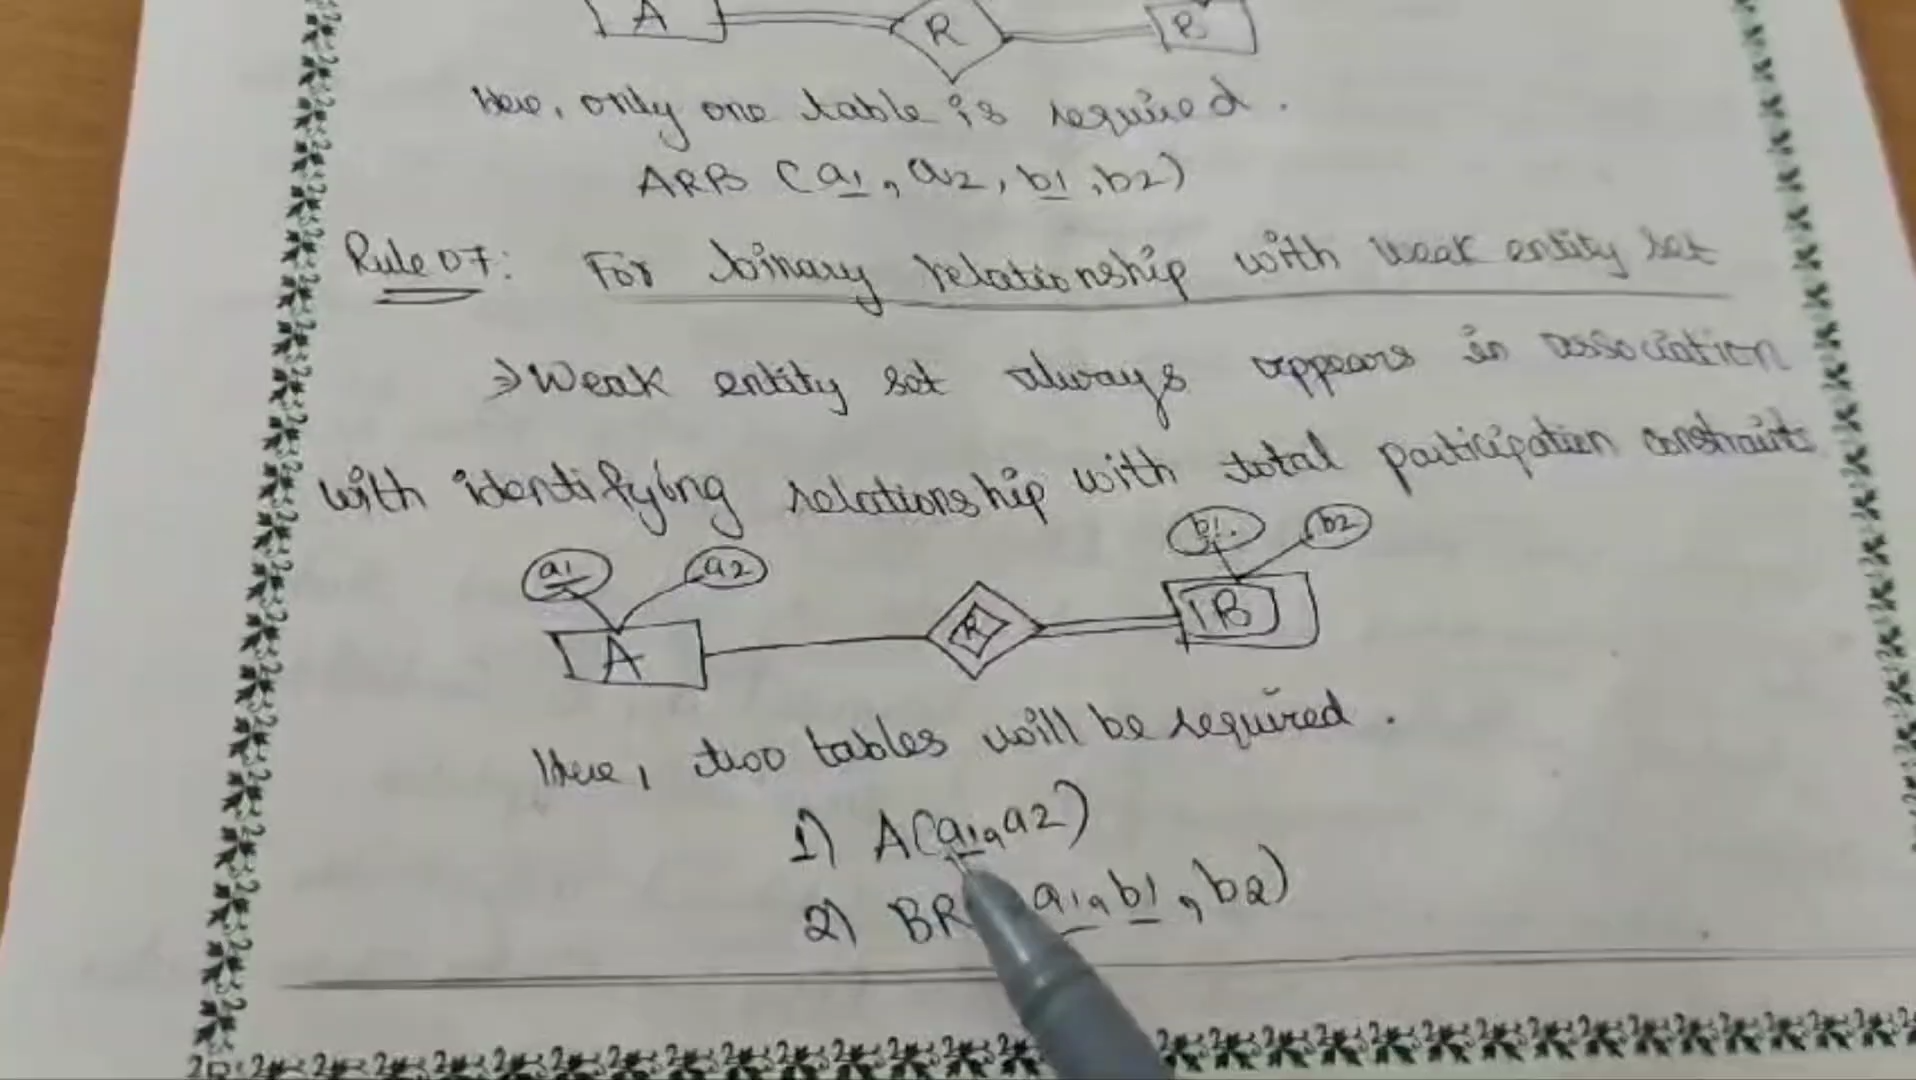 A R B
Here, only one table is required.
ARB (a1, a2, b1, b2)
Rule 07: For binary relationship with weak entity set
⇒ Weak entity set always appears in association
with identifying relationship with total participation constraints
a1 a2 b1 b2
A R B
Here, two tables will be required.
1) A(a1, a2)
2) BR a1, b1, b2)